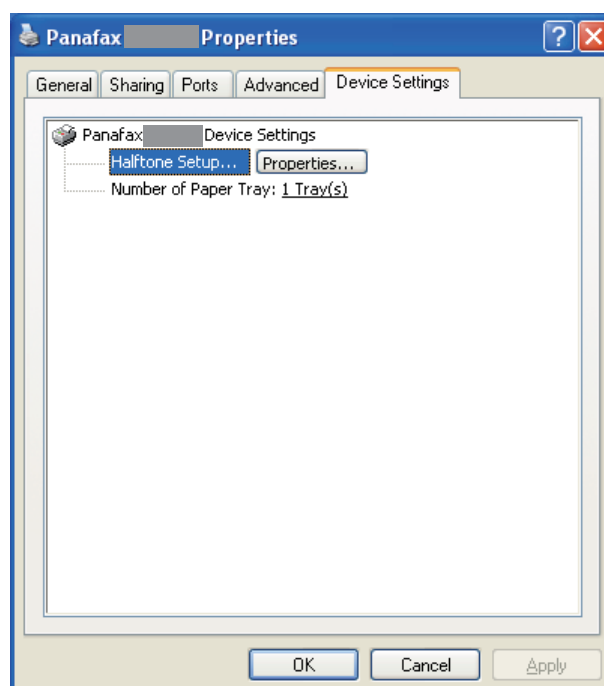 Panafax Properties
General Sharing Ports Advanced Device Settings
Panafax Device Settings
Halftone Setup... Properties...
Number of Paper Tray: 1 Tray(s)
OK Cancel Apply